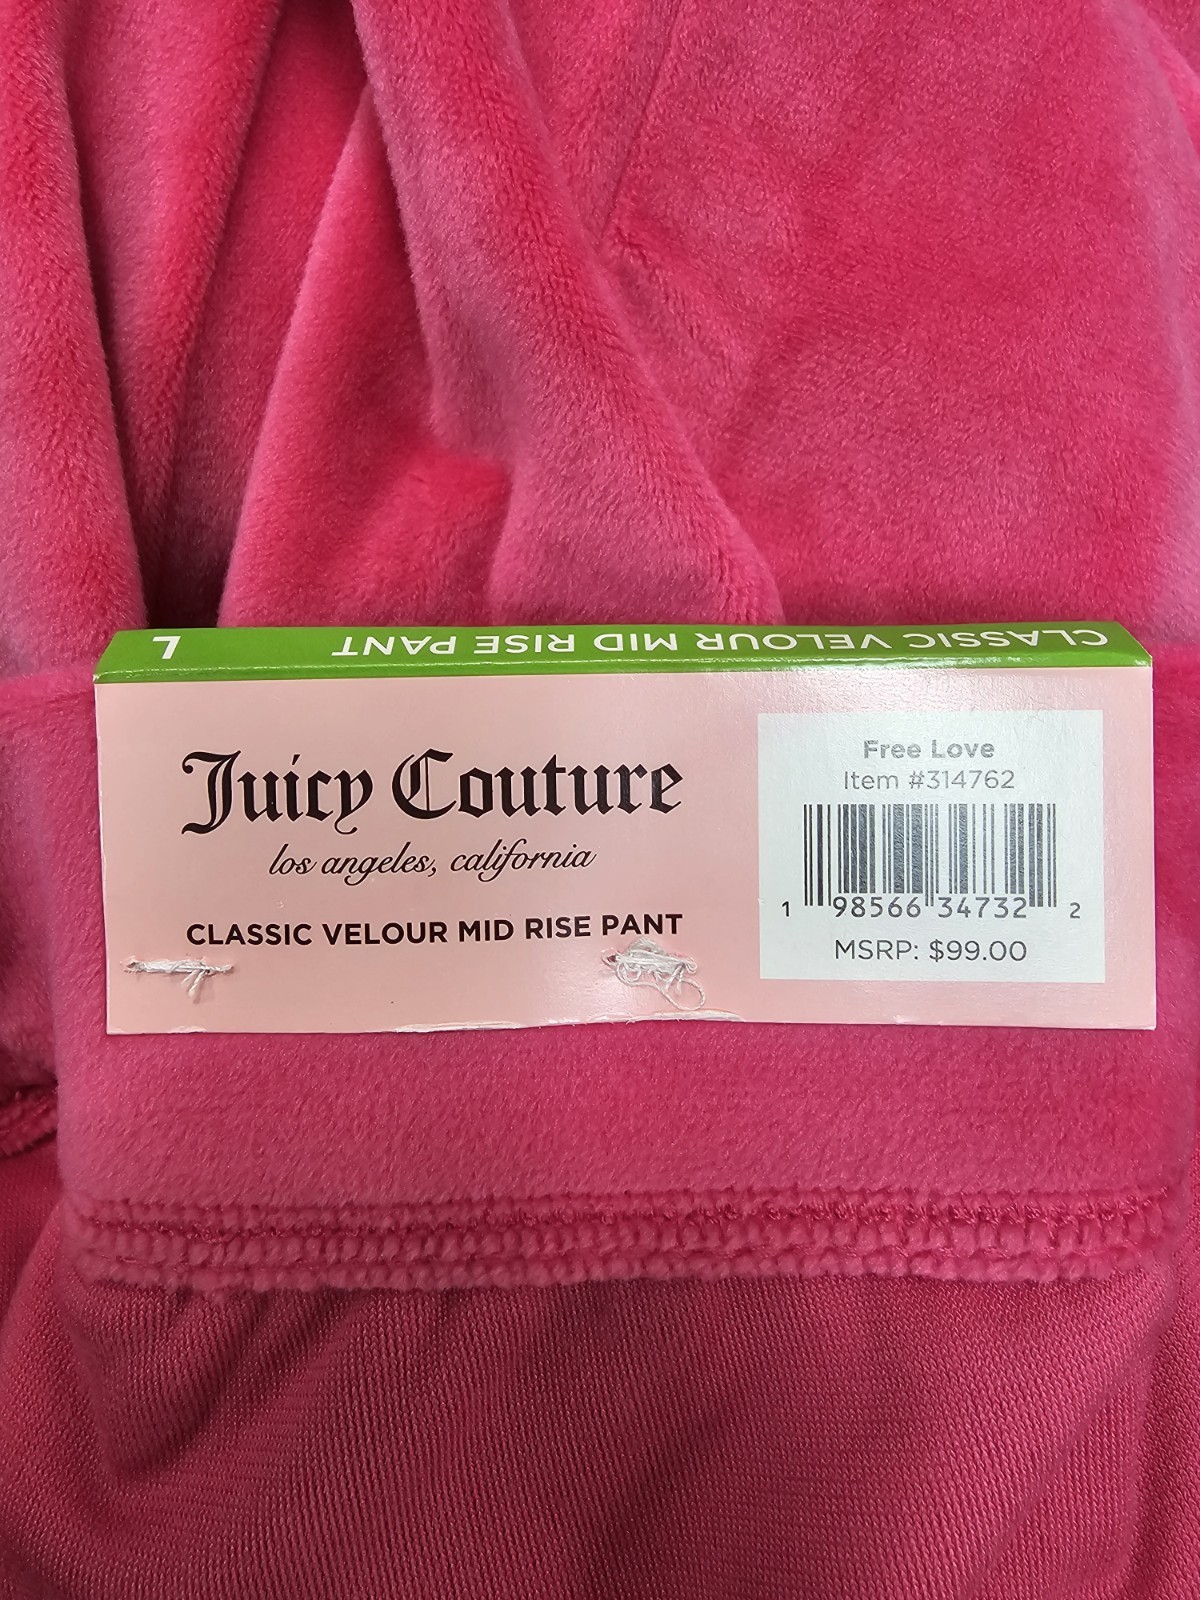 CLASSIC VELOUR MID RISE PANT L
Juicy Couture
los angeles, california
CLASSIC VELOUR MID RISE PANT
Free Love
Item #314762
1 98566 34732 2
MSRP: $99.00